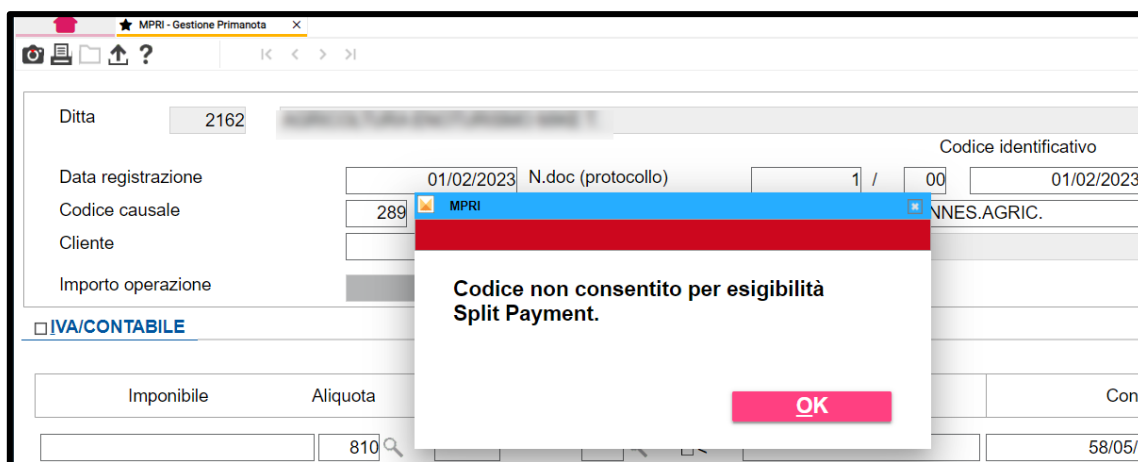 MPRI - Gestione Primanota X
?
Ditta 2162
Codice identificativo
Data registrazione 01/02/2023 N.doc (protocollo) 1 / 00 01/02/2023
Codice causale 289 NNES.AGRIC.
Cliente
Importo operazione
MPRI
Codice non consentito per esigibilità
Split Payment.
OK
IVA/CONTABILE
Imponibile Aliquota Con
810 58/05/